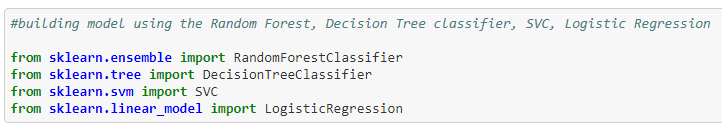 #building model using the Random Forest, Decision Tree classifier, SVC, Logistic Regression
from sklearn.ensemble import RandomForestClassifier
from sklearn.tree import DecisionTreeClassifier
from sklearn.svm import SVC
from sklearn.linear_model import LogisticRegression